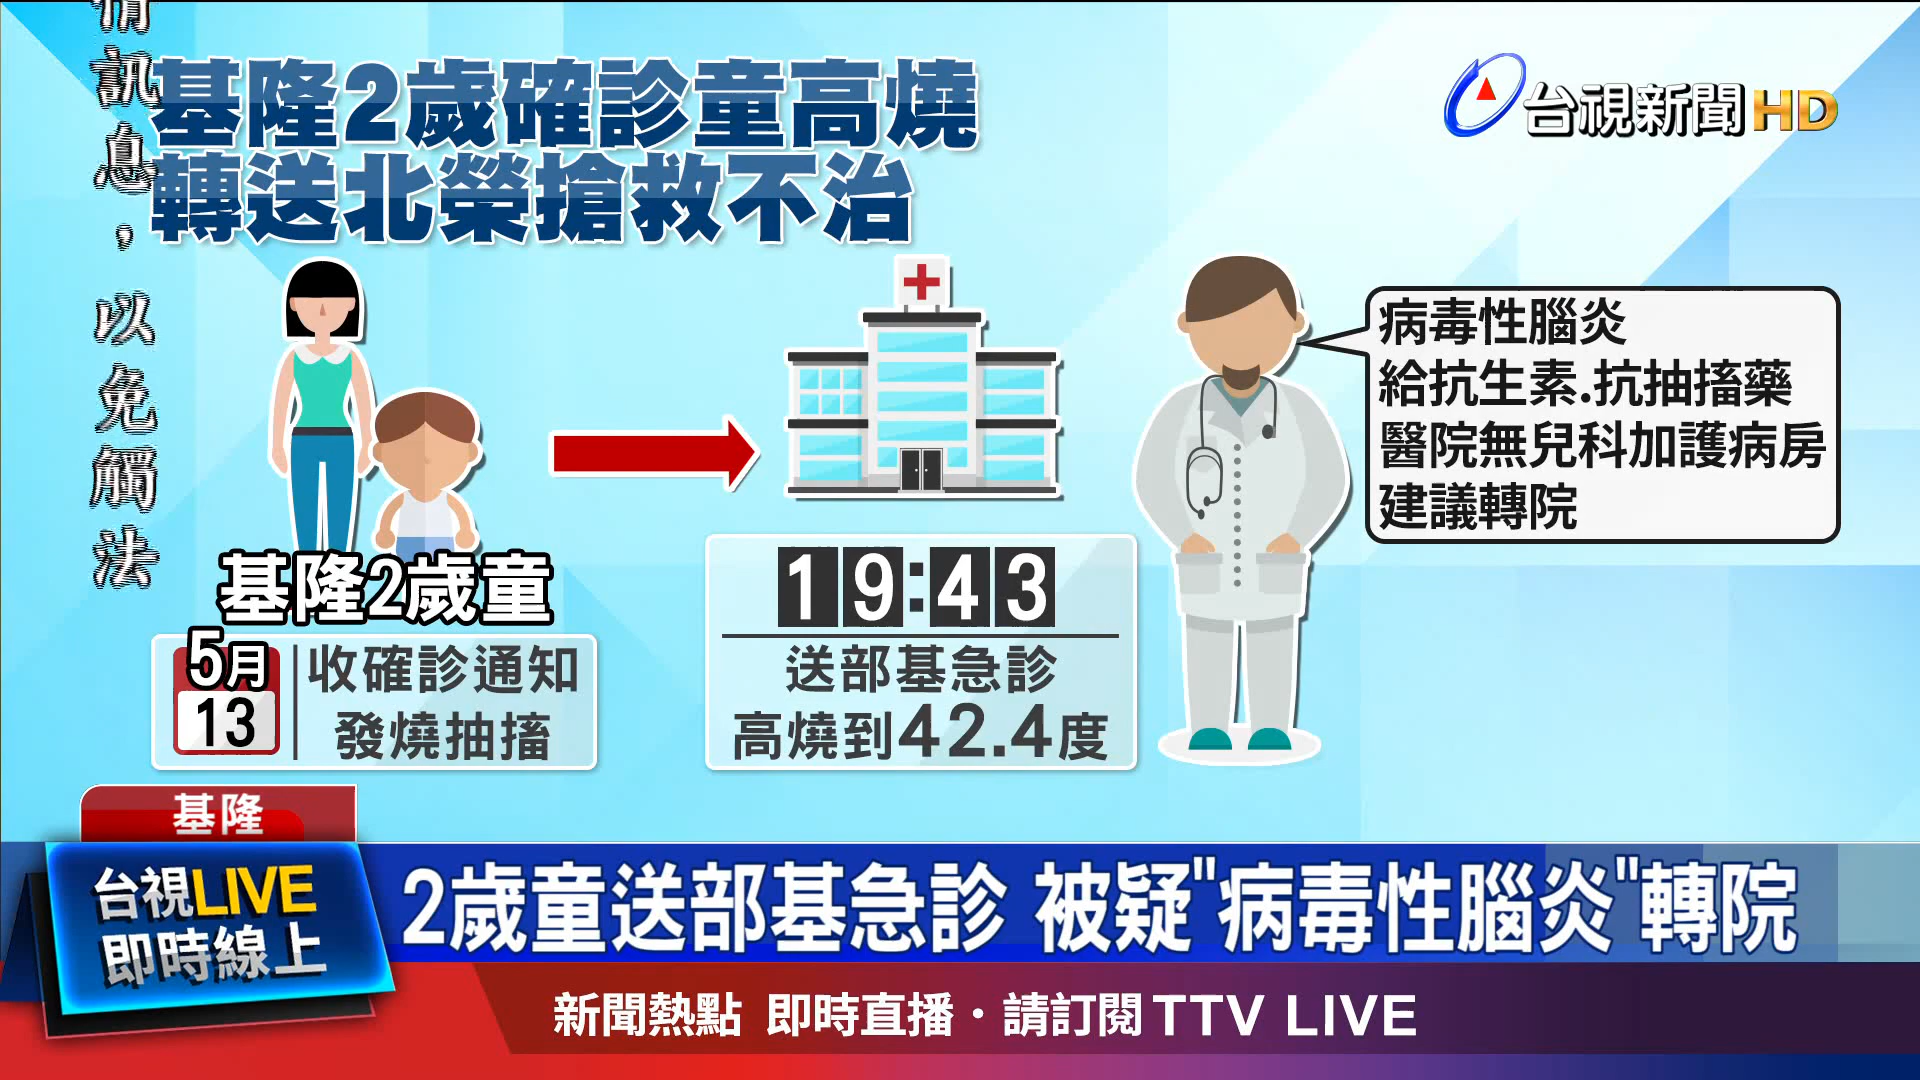 情訊息，以免觸法
基隆2歲確診童高燒
轉送北榮搶救不治
台視新聞HD
病毒性腦炎
給抗生素.抗抽搐藥
醫院無兒科加護病房
建議轉院
基隆2歲童
5月
13
收確診通知
發燒抽搐
19:43
送部基急診
高燒到42.4度
基隆
台視LIVE
即時線上
2歲童送部基急診 被疑"病毒性腦炎"轉院
新聞熱點 即時直播・請訂閱TTV LIVE